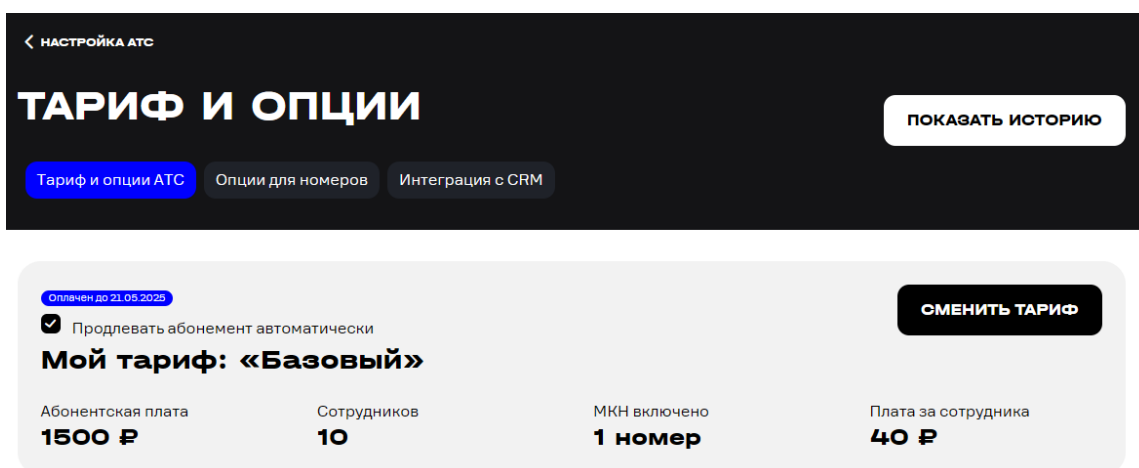 НАСТРОЙКА АТС
ТАРИФ И ОПЦИИ
ПОКАЗАТЬ ИСТОРИЮ
Тариф и опции АТС Опции для номеров Интеграция с CRM
Оплачен до 21.05.2025
Продлевать абонемент автоматически
СМЕНИТЬ ТАРИФ
Мой тариф: «Базовый»
Абонентская плата Сотрудников МКН включено Плата за сотрудника
1500 ₽ 10 1 номер 40 ₽